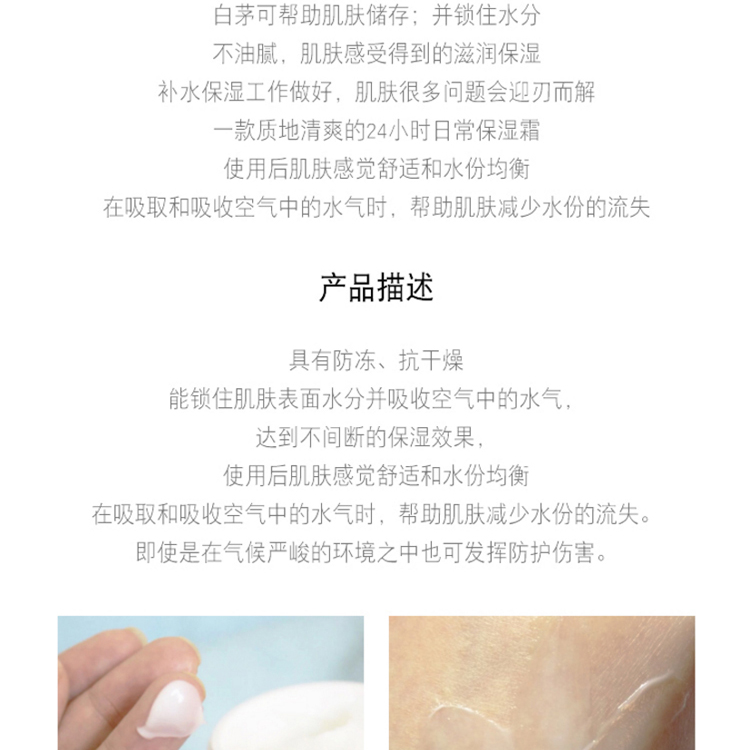 白茅可帮助肌肤储存；并锁住水分
不油腻，肌肤感受得到的滋润保湿
补水保湿工作做好，肌肤很多问题会迎刃而解
一款质地清爽的24小时日常保湿霜
使用后肌肤感觉舒适和水份均衡
在吸取和吸收空气中的水气时，帮助肌肤减少水份的流失
产品描述
具有防冻、抗干燥
能锁住肌肤表面水分并吸收空气中的水气，
达到不间断的保湿效果，
使用后肌肤感觉舒适和水份均衡
在吸取和吸收空气中的水气时，帮助肌肤减少水份的流失。
即使是在气候严峻的环境之中也可发挥防护伤害。